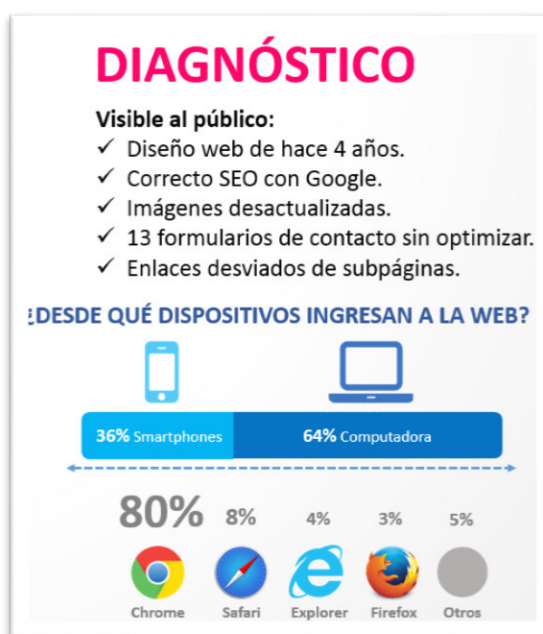 DIAGNÓSTICO
Visible al público:
✓ Diseño web de hace 4 años.
✓ Correcto SEO con Google.
✓ Imágenes desactualizadas.
✓ 13 formularios de contacto sin optimizar.
✓ Enlaces desviados de subpáginas.
¿DESDE QUÉ DISPOSITIVOS INGRESAN A LA WEB?
36% Smartphones 64% Computadora
80% 8% 4% 3% 5%
Chrome Safari Explorer Firefox Otros